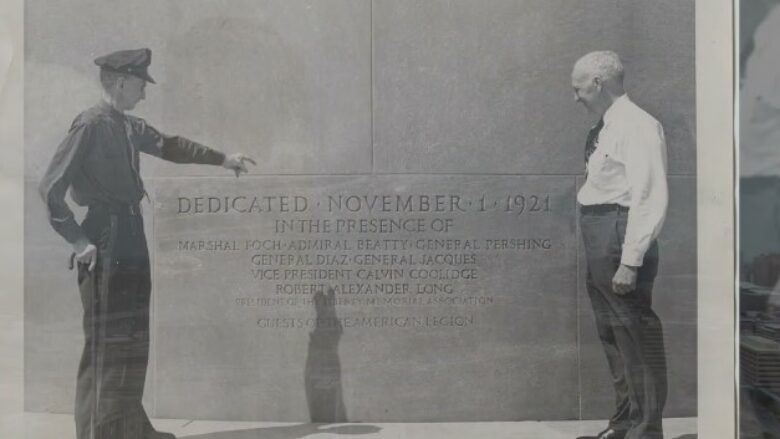 DEDICATED · NOVEMBER · 1 · 1921
IN THE PRESENCE OF
MARSHAL FOCH · ADMIRAL BEATTY · GENERAL PERSHING
GENERAL DIAZ · GENERAL JACQUES
VICE PRESIDENT CALVIN COOLIDGE
ROBERT ALEXANDER LONG
PRESIDENT OF THE LIBERTY MEMORIAL ASSOCIATION
GUESTS OF THE AMERICAN LEGION